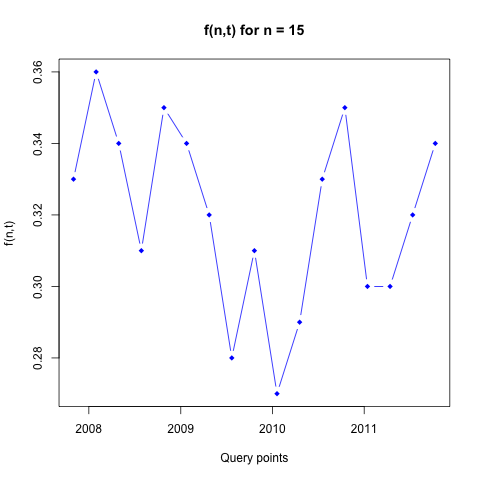 f(n,t) for n = 15
f(n,t)
0.36
0.34
0.32
0.30
0.28
2008 2009 2010 2011
Query points